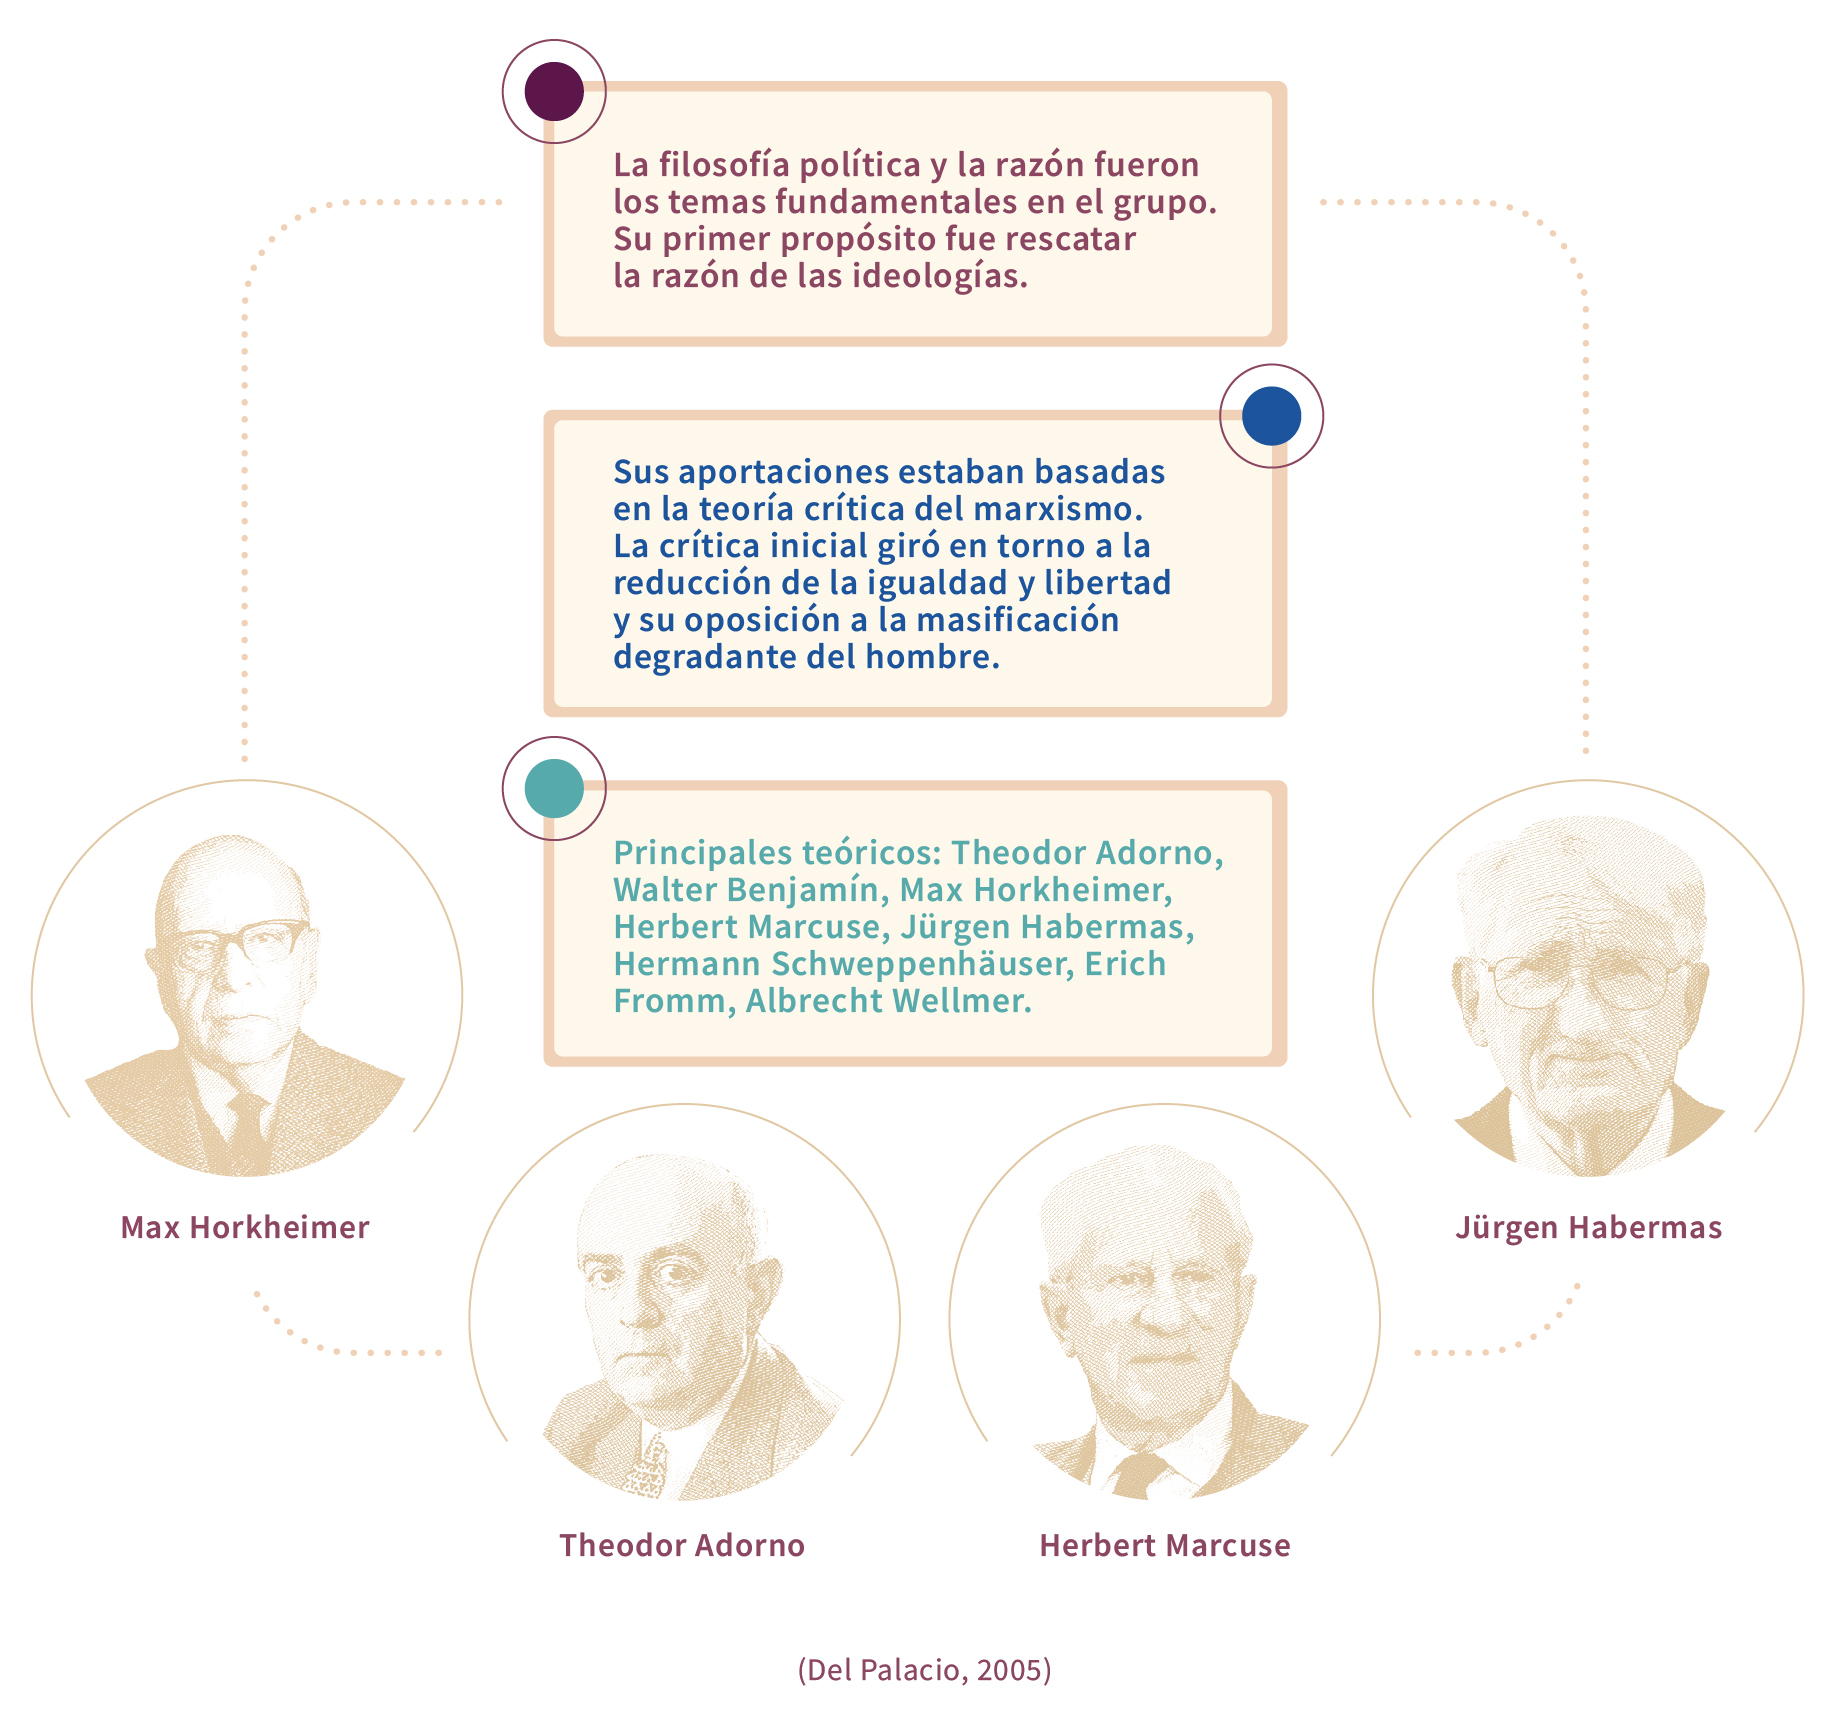 La filosofía política y la razón fueron
los temas fundamentales en el grupo.
Su primer propósito fue rescatar
la razón de las ideologías.
Sus aportaciones estaban basadas
en la teoría crítica del marxismo.
La crítica inicial giró en torno a la
reducción de la igualdad y libertad
y su oposición a la masificación
degradante del hombre.
Principales teóricos: Theodor Adorno,
Walter Benjamín, Max Horkheimer,
Herbert Marcuse, Jürgen Habermas,
Hermann Schweppenhäuser, Erich
Fromm, Albrecht Wellmer.
Max Horkheimer
Jürgen Habermas
Theodor Adorno
Herbert Marcuse
(Del Palacio, 2005)